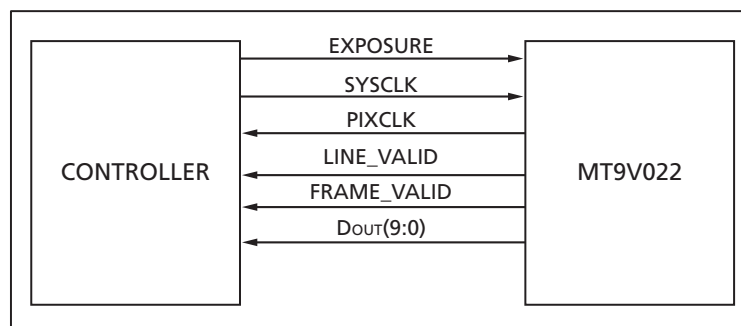 EXPOSURE
SYSCLK
PIXCLK
LINE_VALID
FRAME_VALID
DOUT(9:0)
CONTROLLER
MT9V022